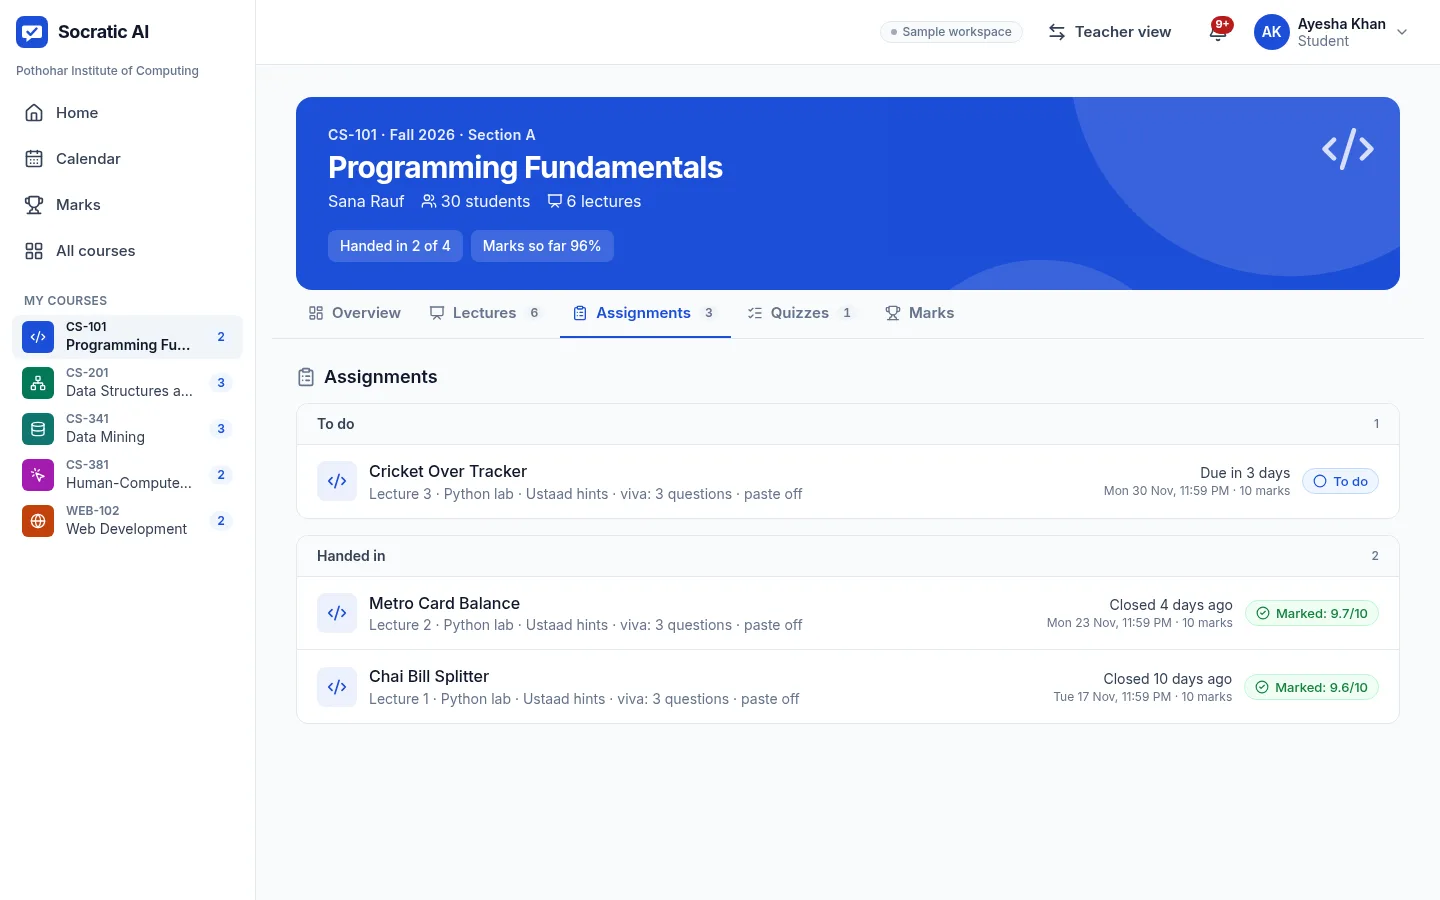 Socratic AI
Pothohar Institute of Computing
Home
Calendar
Marks
All courses
MY COURSES
CS-101
Programming Fu...
2
CS-201
Data Structures a...
3
CS-341
Data Mining
3
CS-381
Human-Compute...
2
WEB-102
Web Development
2
Sample workspace
Teacher view
9+
AK
Ayesha Khan
Student
CS-101 · Fall 2026 · Section A
Programming Fundamentals
Sana Rauf 30 students 6 lectures
Handed in 2 of 4 Marks so far 96%
Overview Lectures 6 Assignments 3 Quizzes 1 Marks
Assignments
To do 1
Cricket Over Tracker
Lecture 3 · Python lab · Ustaad hints · viva: 3 questions · paste off
Due in 3 days
Mon 30 Nov, 11:59 PM · 10 marks
To do
Handed in 2
Metro Card Balance
Lecture 2 · Python lab · Ustaad hints · viva: 3 questions · paste off
Closed 4 days ago
Mon 23 Nov, 11:59 PM · 10 marks
Marked: 9.7/10
Chai Bill Splitter
Lecture 1 · Python lab · Ustaad hints · viva: 3 questions · paste off
Closed 10 days ago
Tue 17 Nov, 11:59 PM · 10 marks
Marked: 9.6/10